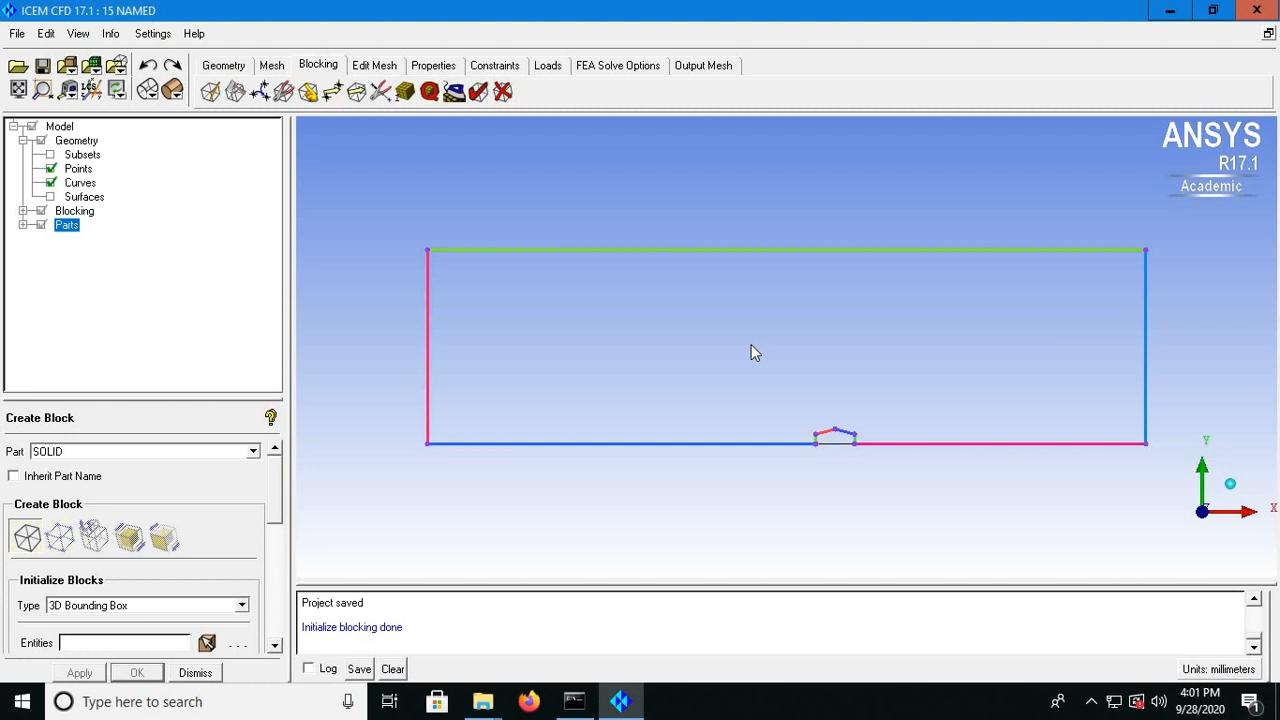 ICEM CFD 17.1 : 15 NAMED
File Edit View Info Settings Help
Geometry Mesh Blocking Edit Mesh Properties Constraints Loads FEA Solve Options Output Mesh
LCS
Model
Geometry
Subsets
Points
Curves
Surfaces
Blocking
Parts
ANSYS
R17.1
Academic
Create Block
Part SOLID
Inherit Part Name
Create Block
Initialize Blocks
Type 3D Bounding Box
Entities
Apply OK Dismiss
Y
X
Project saved
Initialize blocking done
Log Save Clear
Units: millimeters
Type here to search
4:01 PM
9/28/2020
1